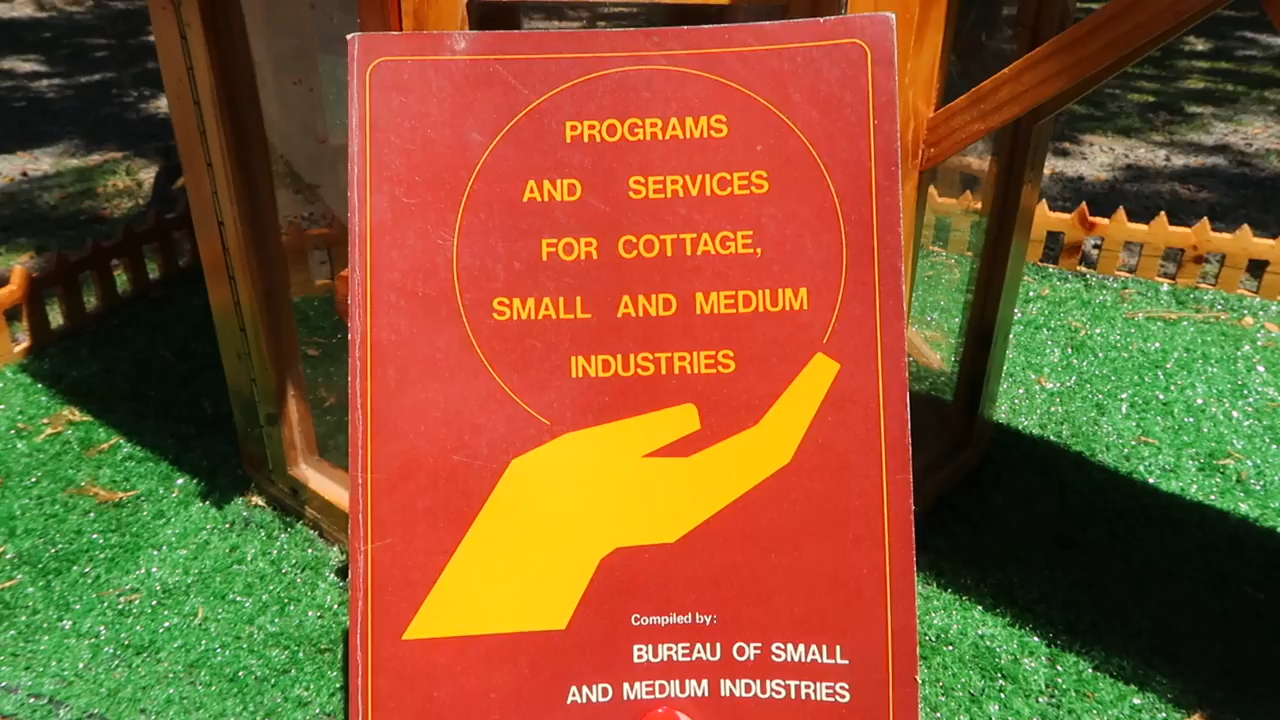 PROGRAMS
AND SERVICES
FOR COTTAGE,
SMALL AND MEDIUM
INDUSTRIES
Compiled by:
BUREAU OF SMALL
AND MEDIUM INDUSTRIES